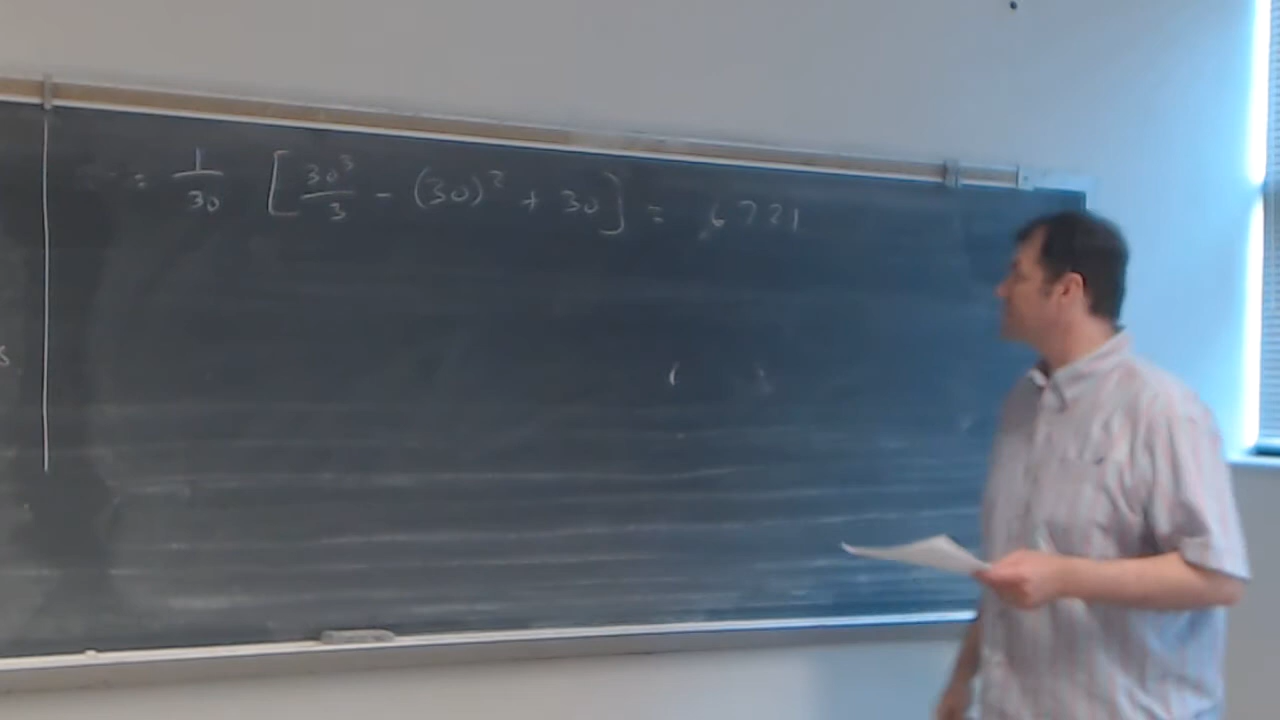 = 1/30 [ 30³/3 - (30)² + 30 ] = 6721
s